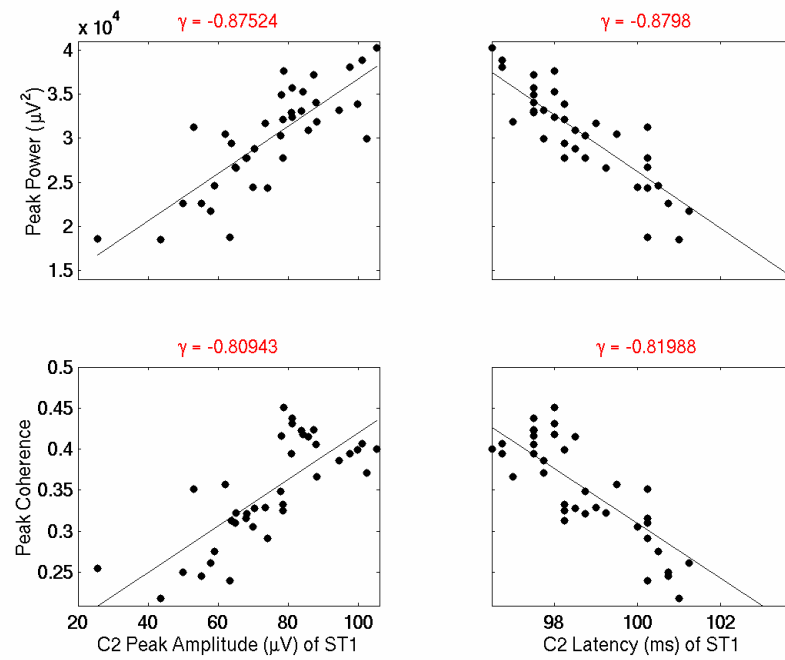 γ = -0.87524
γ = -0.8798
x 10⁴
4
3.5
3
2.5
2
1.5
Peak Power (μV²)
γ = -0.80943
γ = -0.81988
0.5
0.45
0.4
0.35
0.3
0.25
Peak Coherence
20 40 60 80 100
98 100 102
C2 Peak Amplitude (μV) of ST1
C2 Latency (ms) of ST1